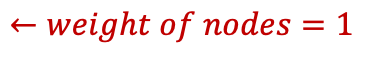 ← weight of nodes = 1